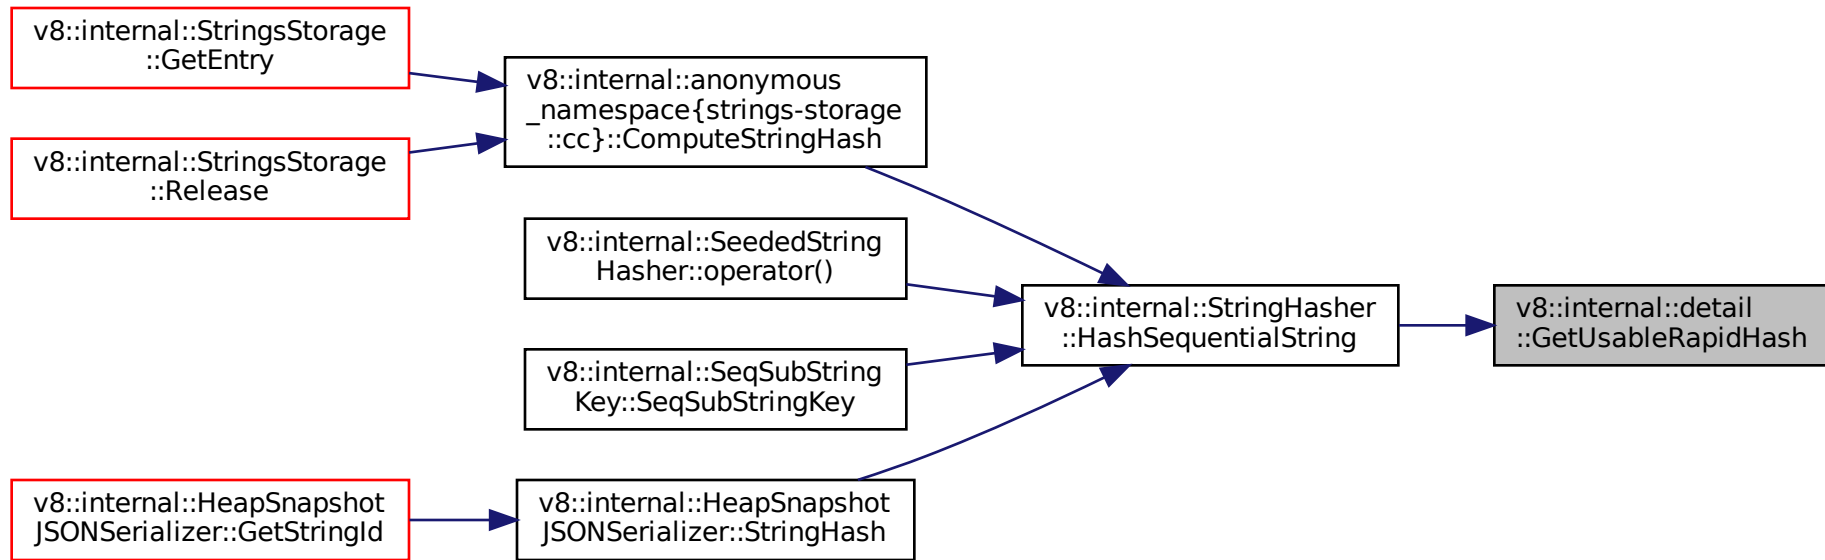 v8::internal::StringsStorage
::GetEntry
v8::internal::StringsStorage
::Release
v8::internal::HeapSnapshot
JSONSerializer::GetStringId
v8::internal::anonymous
_namespace{strings-storage
::cc}::ComputeStringHash
v8::internal::SeededString
Hasher::operator()
v8::internal::SeqSubString
Key::SeqSubStringKey
v8::internal::HeapSnapshot
JSONSerializer::StringHash
v8::internal::StringHasher
::HashSequentialString
v8::internal::detail
::GetUsableRapidHash